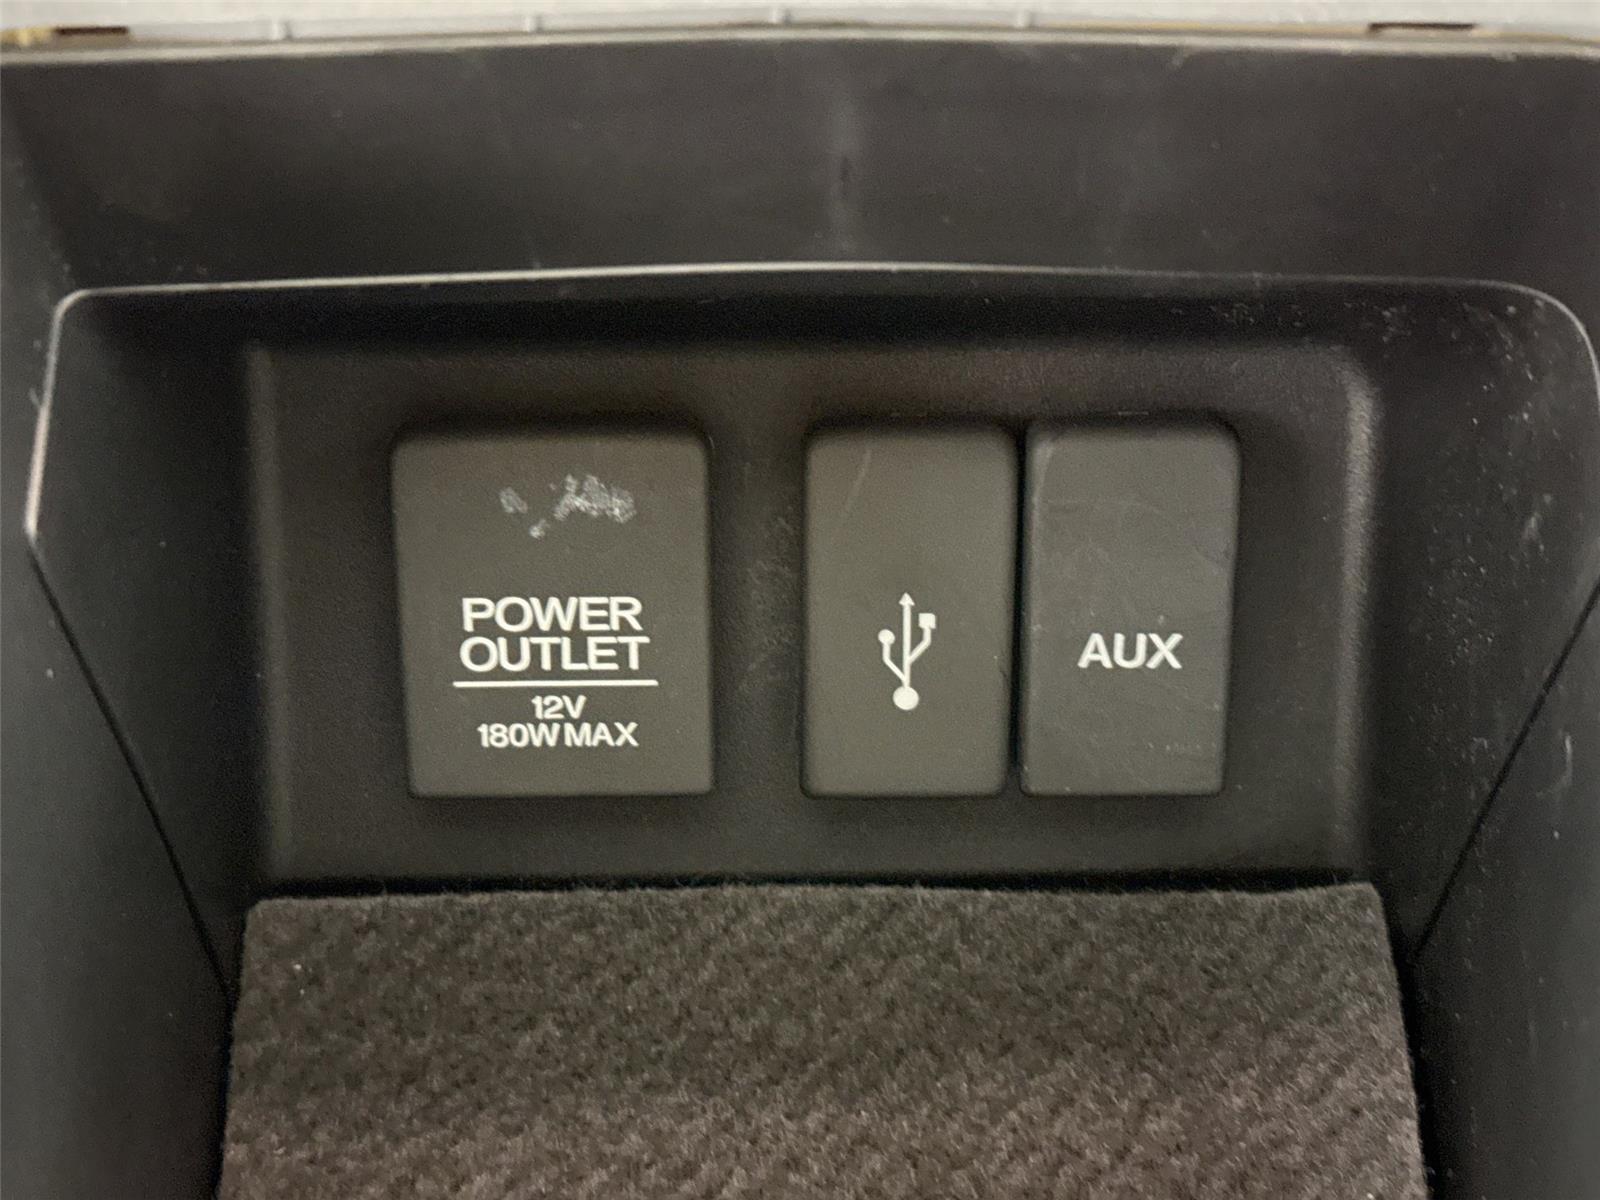 POWER
OUTLET
12V
180W MAX
AUX